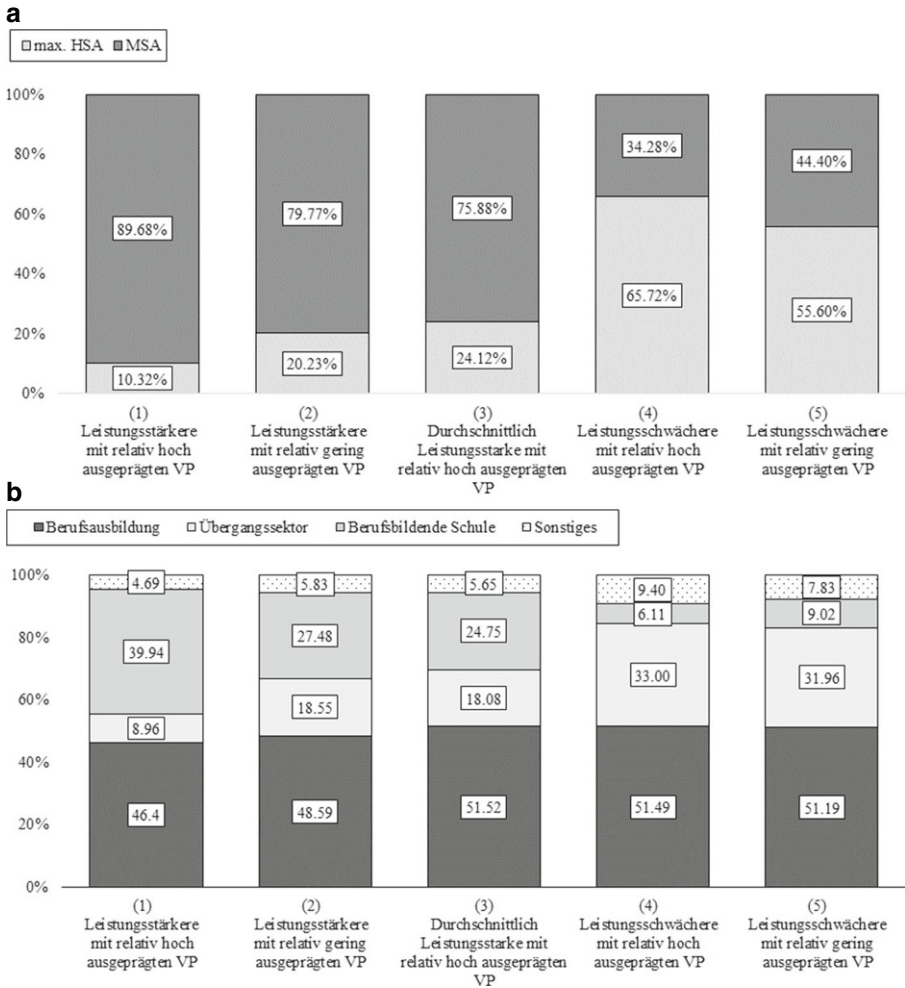 a
max. HSA MSA
100%
80%
60%
40%
20%
0%
89.68%
10.32%
79.77%
20.23%
75.88%
24.12%
34.28%
65.72%
44.40%
55.60%
(1)
Leistungsstärkere
mit relativ hoch
ausgeprägten VP
(2)
Leistungsstärkere
mit relativ gering
ausgeprägten VP
(3)
Durchschnittlich
Leistungsstarke mit
relativ hoch ausgeprägten
VP
(4)
Leistungsschwächere
mit relativ hoch
ausgeprägten VP
(5)
Leistungsschwächere
mit relativ gering
ausgeprägten VP
b
Berufsausbildung Übergangssektor Berufsbildende Schule Sonstiges
100%
80%
60%
40%
20%
0%
4.69
39.94
8.96
46.4
5.83
27.48
18.55
48.59
5.65
24.75
18.08
51.52
9.40
6.11
33.00
51.49
7.83
9.02
31.96
51.19
(1)
Leistungsstärkere
mit relativ hoch
ausgeprägten VP
(2)
Leistungsstärkere
mit relativ gering
ausgeprägten VP
(3)
Durchschnittlich
Leistungsstarke mit
relativ hoch ausgeprägten
VP
(4)
Leistungsschwächere
mit relativ hoch
ausgeprägten VP
(5)
Leistungsschwächere
mit relativ gering
ausgeprägten VP